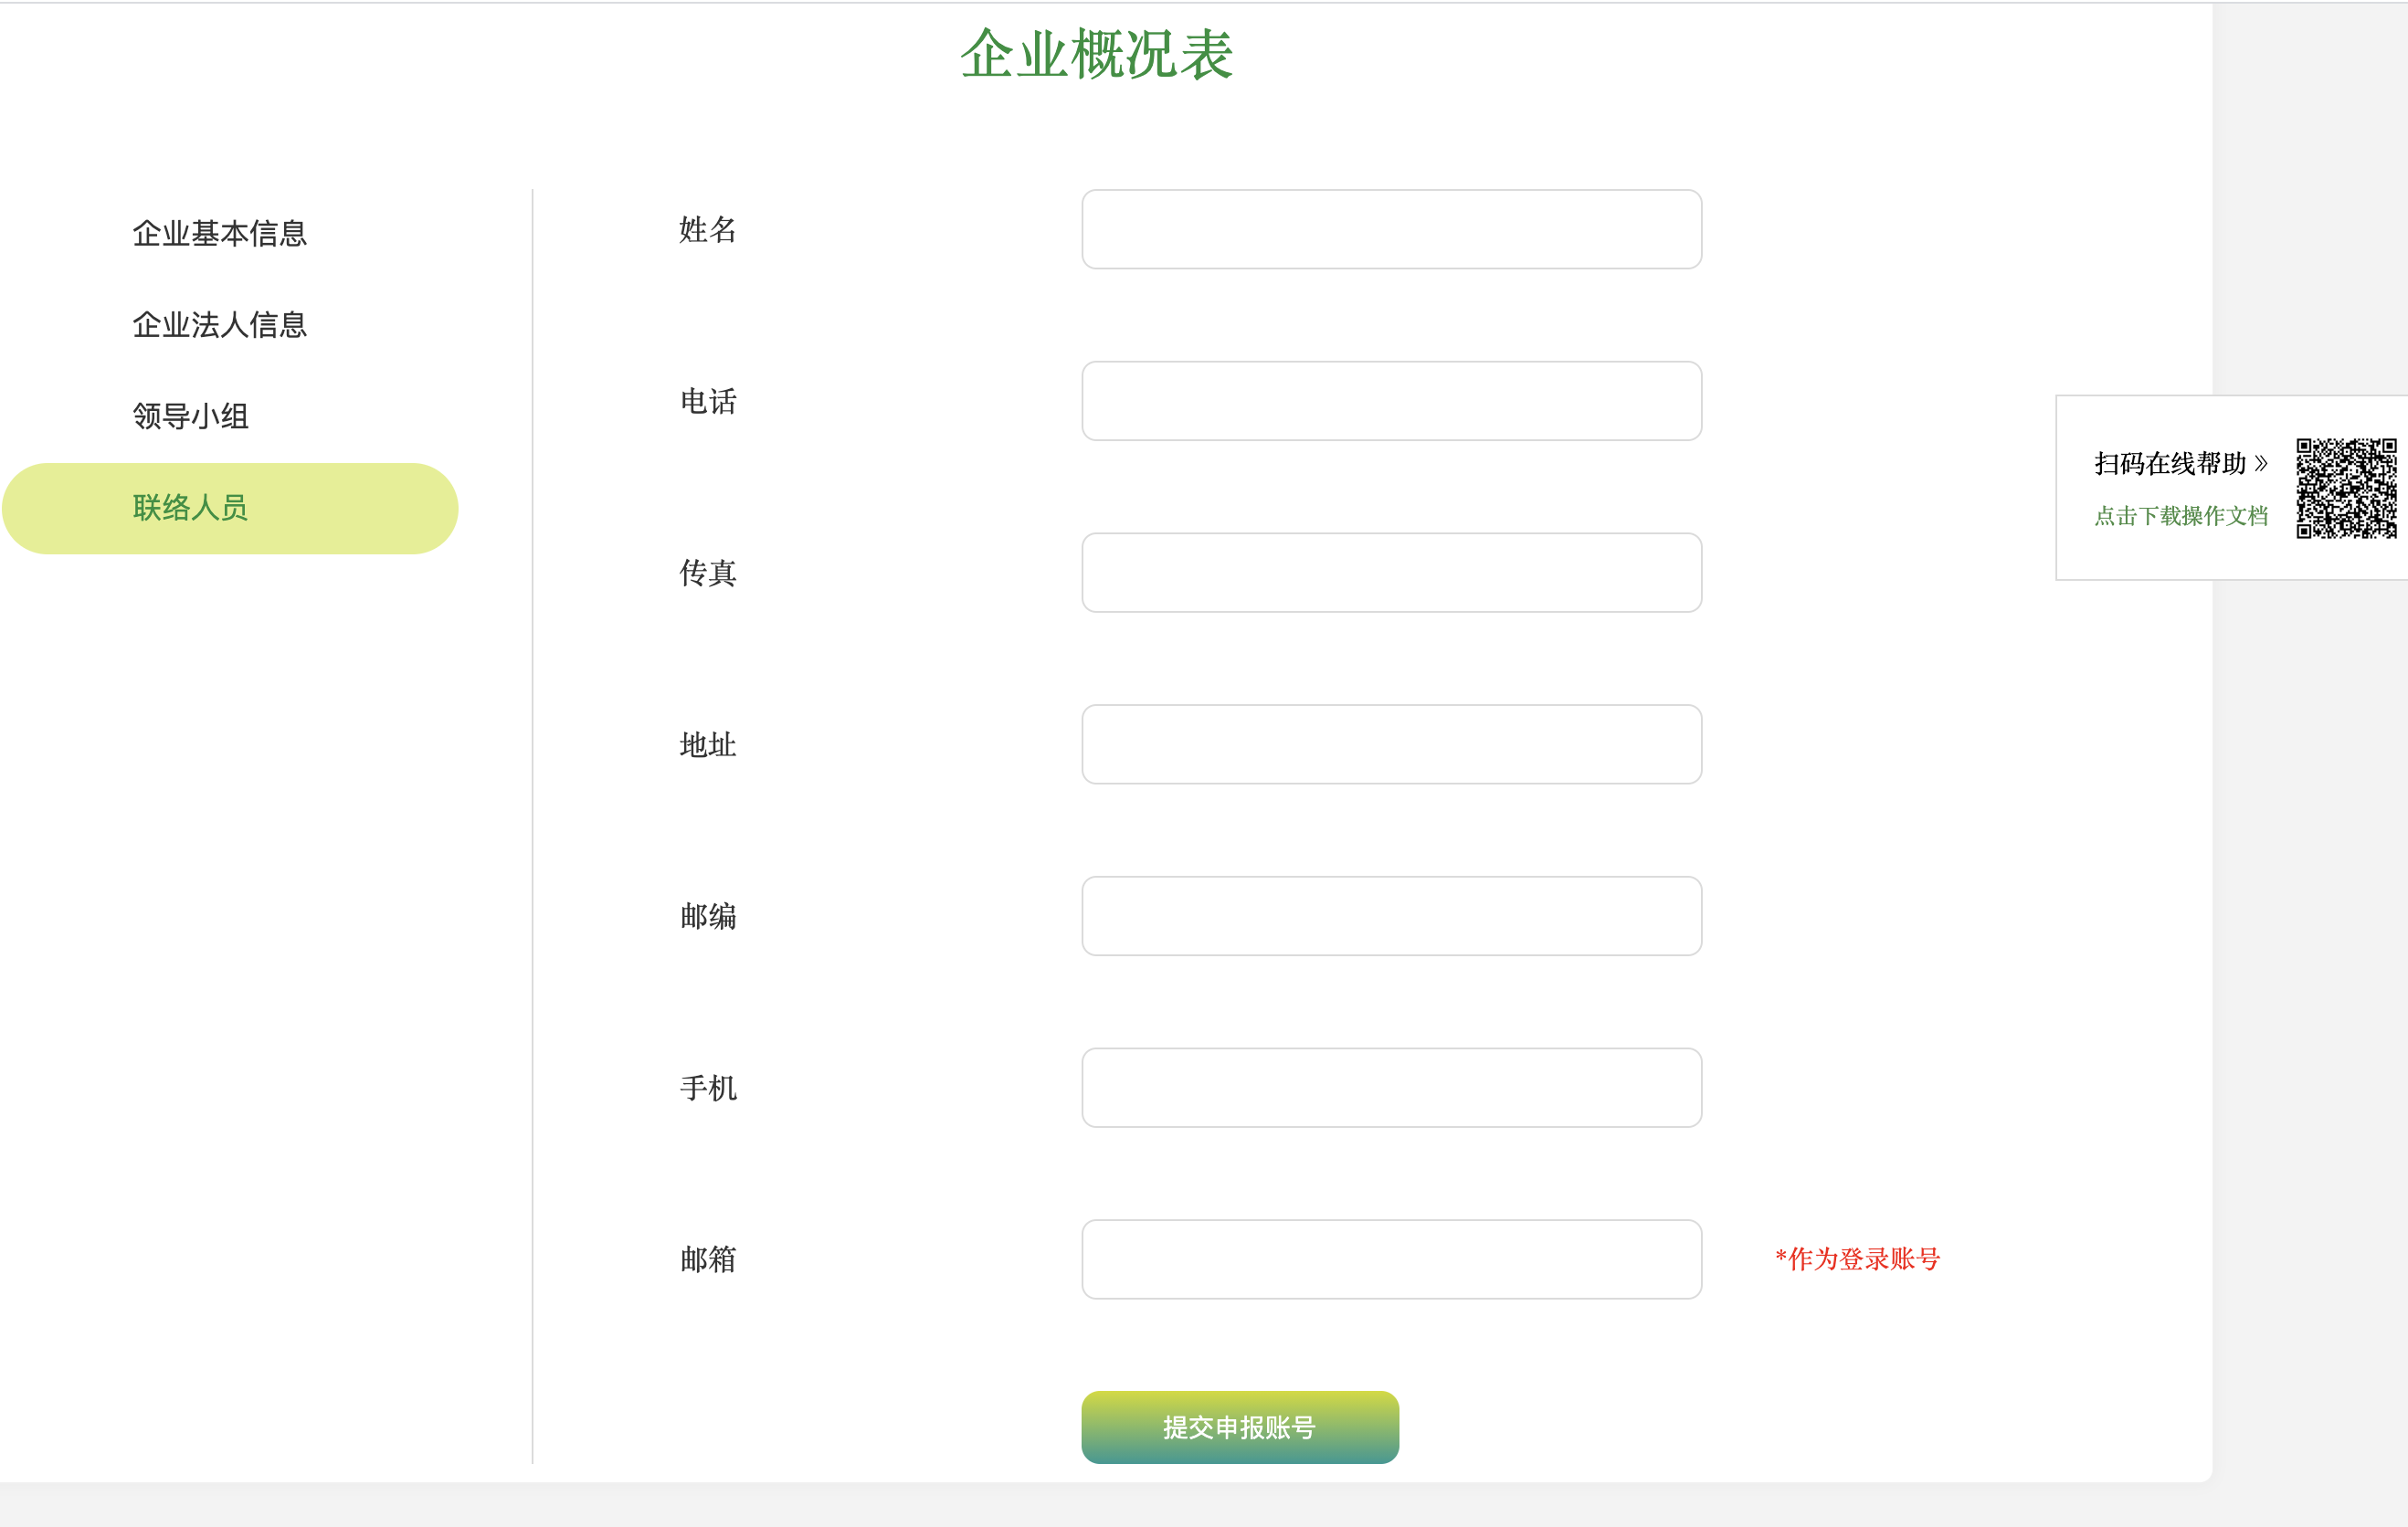 企业概况表
企业基本信息
企业法人信息
领导小组
联络人员
姓名
电话
传真
地址
邮编
手机
邮箱
*作为登录账号
提交申报账号
扫码在线帮助 »
点击下载操作文档